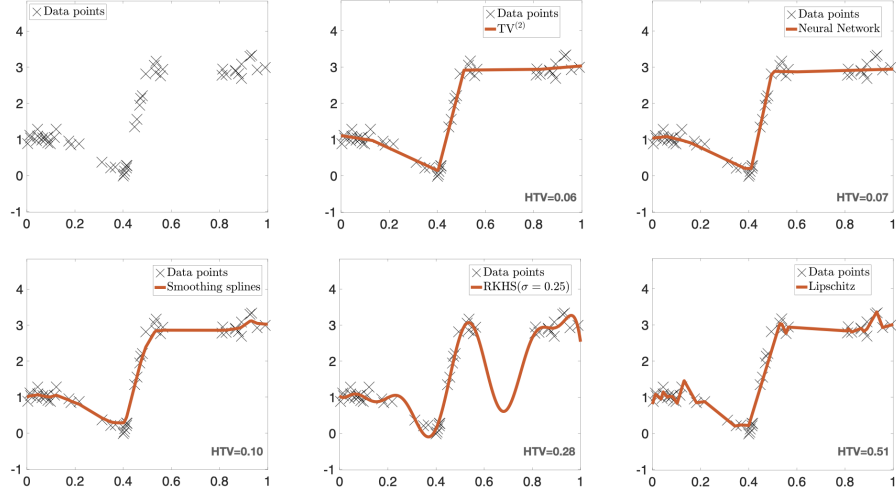 Data points
4
3
2
1
0
-1
0 0.2 0.4 0.6 0.8 1
Data points
TV(2)
4
3
2
1
0
-1
HTV=0.06
0 0.2 0.4 0.6 0.8 1
Data points
Neural Network
4
3
2
1
0
-1
HTV=0.07
0 0.2 0.4 0.6 0.8 1
Data points
Smoothing splines
4
3
2
1
0
-1
HTV=0.10
0 0.2 0.4 0.6 0.8 1
Data points
RKHS(σ = 0.25)
4
3
2
1
0
-1
HTV=0.28
0 0.2 0.4 0.6 0.8 1
Data points
Lipschitz
4
3
2
1
0
-1
HTV=0.51
0 0.2 0.4 0.6 0.8 1